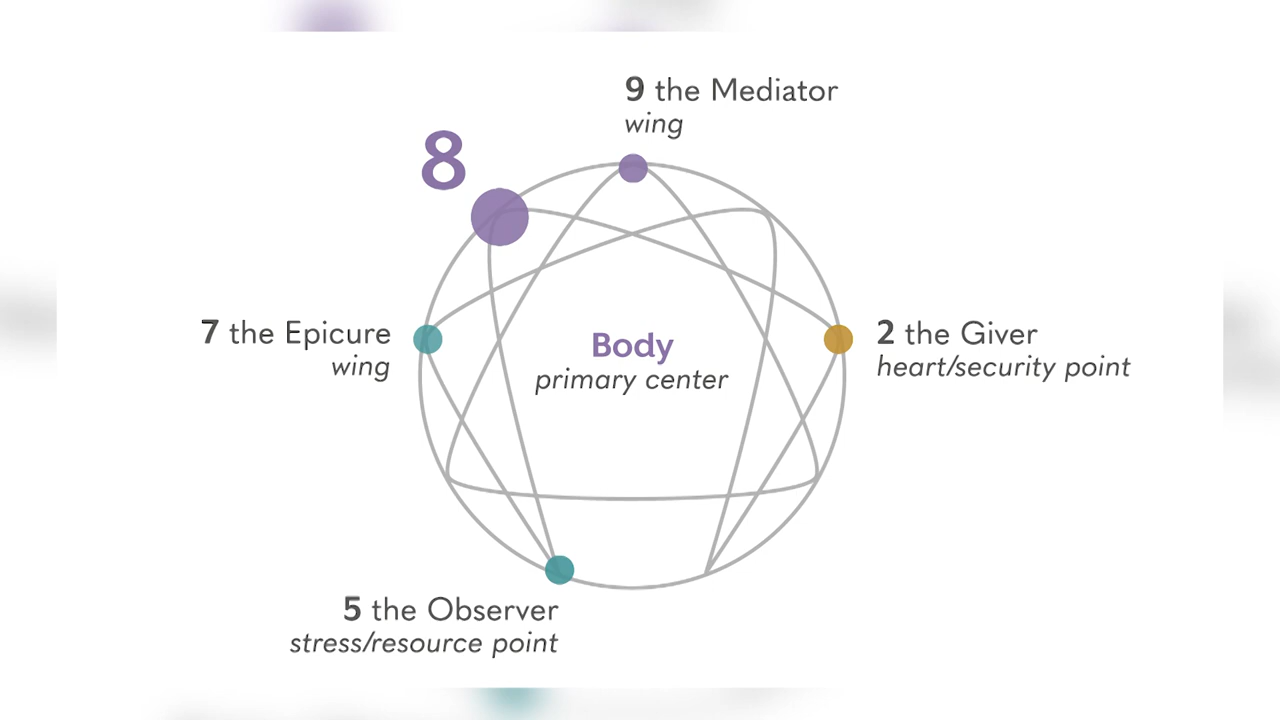 9 the Mediator
wing
8
7 the Epicure
wing
Body
primary center
2 the Giver
heart/security point
5 the Observer
stress/resource point